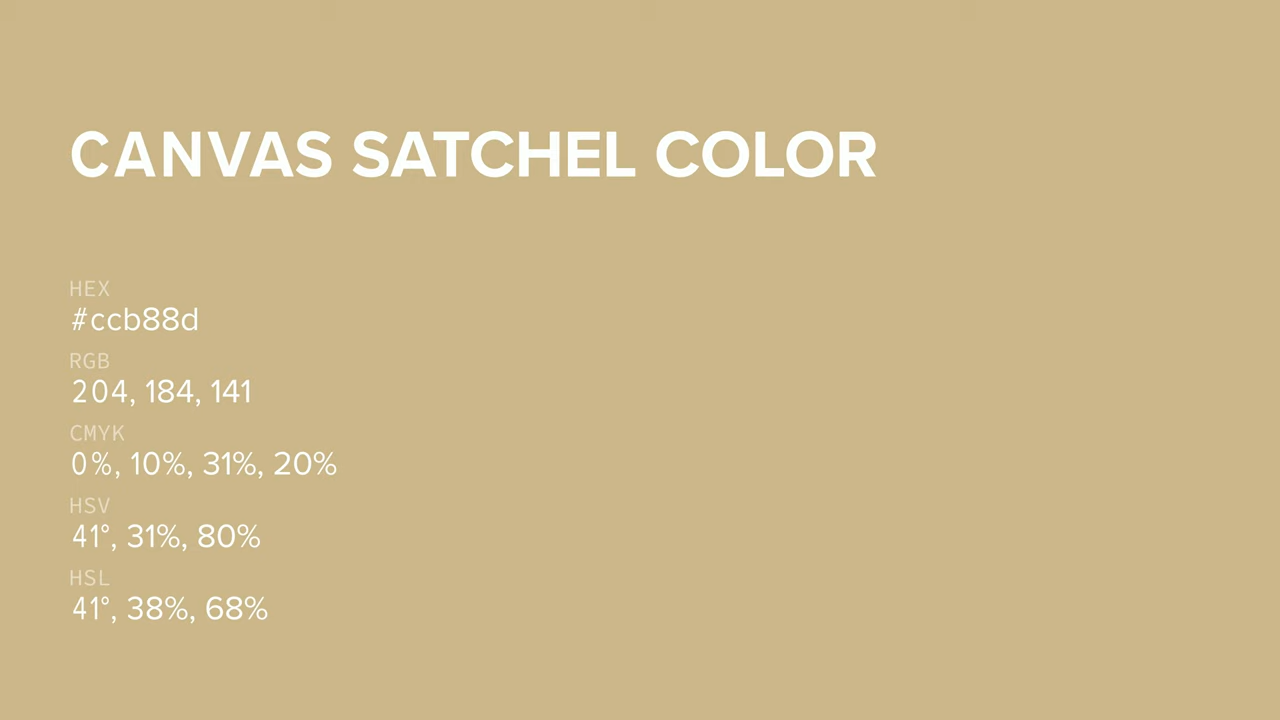 CANVAS SATCHEL COLOR
HEX
#ccb88d
RGB
204, 184, 141
CMYK
0%, 10%, 31%, 20%
HSV
41°, 31%, 80%
HSL
41°, 38%, 68%